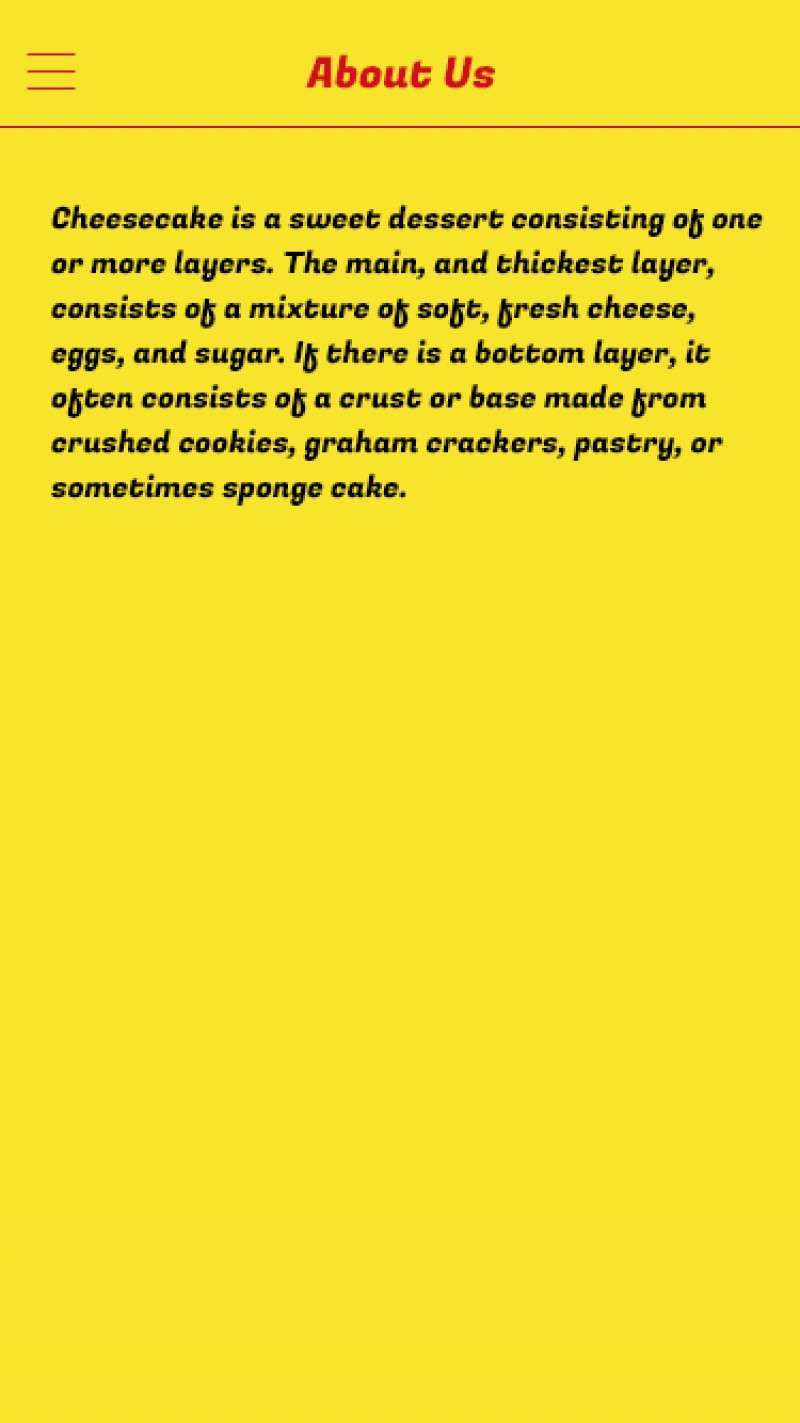 About Us
Cheesecake is a sweet dessert consisting of one
or more layers. The main, and thickest layer,
consists of a mixture of soft, fresh cheese,
eggs, and sugar. If there is a bottom layer, it
often consists of a crust or base made from
crushed cookies, graham crackers, pastry, or
sometimes sponge cake.